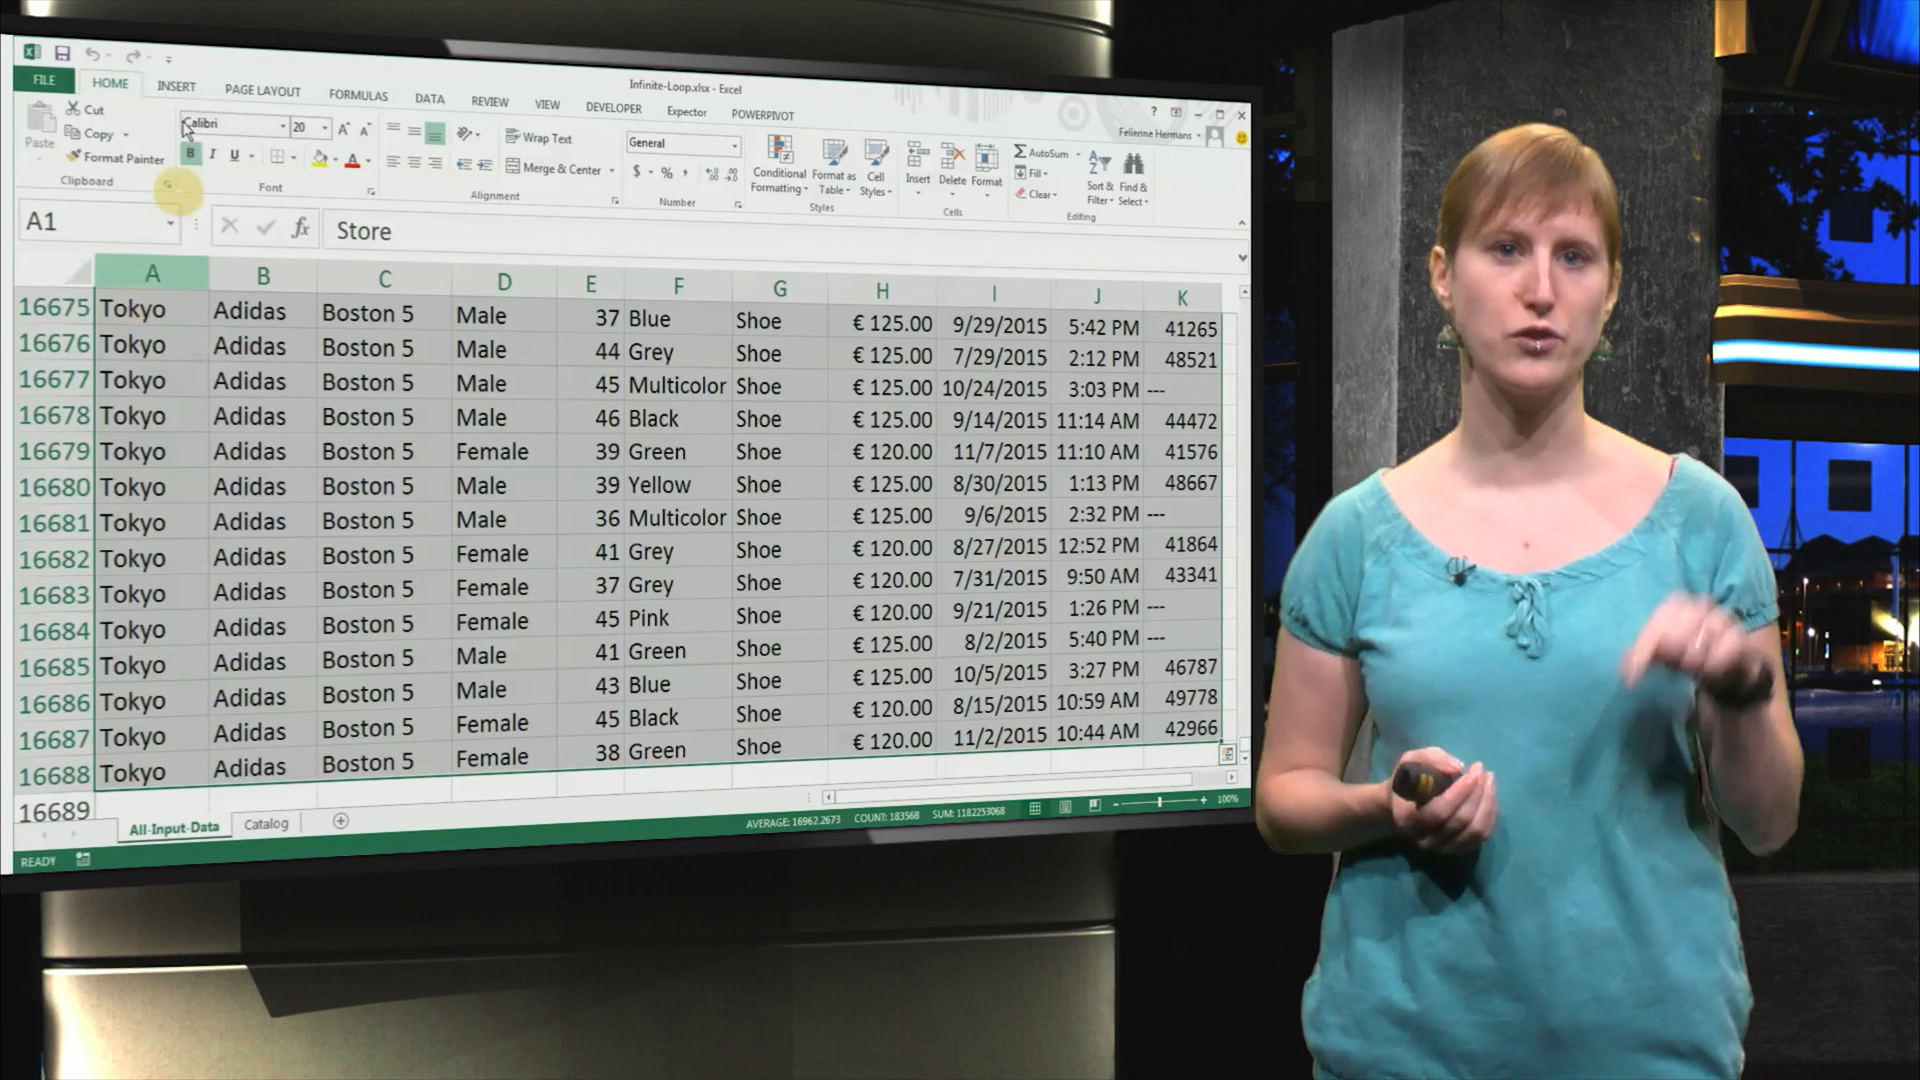 Infinite-Loop.xlsx - Excel
FILE HOME INSERT PAGE LAYOUT FORMULAS DATA REVIEW VIEW DEVELOPER Expector POWERPIVOT
Felienne Hermans
Paste
Cut
Copy
Format Painter
Clipboard
Calibri 20
B I U
Font
Wrap Text
Merge & Center
Alignment
General
$ % ,
Number
Conditional Formatting
Format as Table
Cell Styles
Styles
Insert Delete Format
Cells
AutoSum
Fill
Clear
Sort & Filter
Find & Select
Editing
A1 fx Store
A B C D E F G H I J K
16675 Tokyo Adidas Boston 5 Male 37 Blue Shoe € 125.00 9/29/2015 5:42 PM 41265
16676 Tokyo Adidas Boston 5 Male 44 Grey Shoe € 125.00 7/29/2015 2:12 PM 48521
16677 Tokyo Adidas Boston 5 Male 45 Multicolor Shoe € 125.00 10/24/2015 3:03 PM ---
16678 Tokyo Adidas Boston 5 Male 46 Black Shoe € 125.00 9/14/2015 11:14 AM 44472
16679 Tokyo Adidas Boston 5 Female 39 Green Shoe € 120.00 11/7/2015 11:10 AM 41576
16680 Tokyo Adidas Boston 5 Male 39 Yellow Shoe € 125.00 8/30/2015 1:13 PM 48667
16681 Tokyo Adidas Boston 5 Male 36 Multicolor Shoe € 125.00 9/6/2015 2:32 PM ---
16682 Tokyo Adidas Boston 5 Female 41 Grey Shoe € 120.00 8/27/2015 12:52 PM 41864
16683 Tokyo Adidas Boston 5 Female 37 Grey Shoe € 120.00 7/31/2015 9:50 AM 43341
16684 Tokyo Adidas Boston 5 Female 45 Pink Shoe € 120.00 9/21/2015 1:26 PM ---
16685 Tokyo Adidas Boston 5 Male 41 Green Shoe € 125.00 8/2/2015 5:40 PM ---
16686 Tokyo Adidas Boston 5 Male 43 Blue Shoe € 125.00 10/5/2015 3:27 PM 46787
16687 Tokyo Adidas Boston 5 Female 45 Black Shoe € 120.00 8/15/2015 10:59 AM 49778
16688 Tokyo Adidas Boston 5 Female 38 Green Shoe € 120.00 11/2/2015 10:44 AM 42966
16689
All-Input-Data Catalog
READY AVERAGE: 16962.2673 COUNT: 183568 SUM: 1182253068 100%